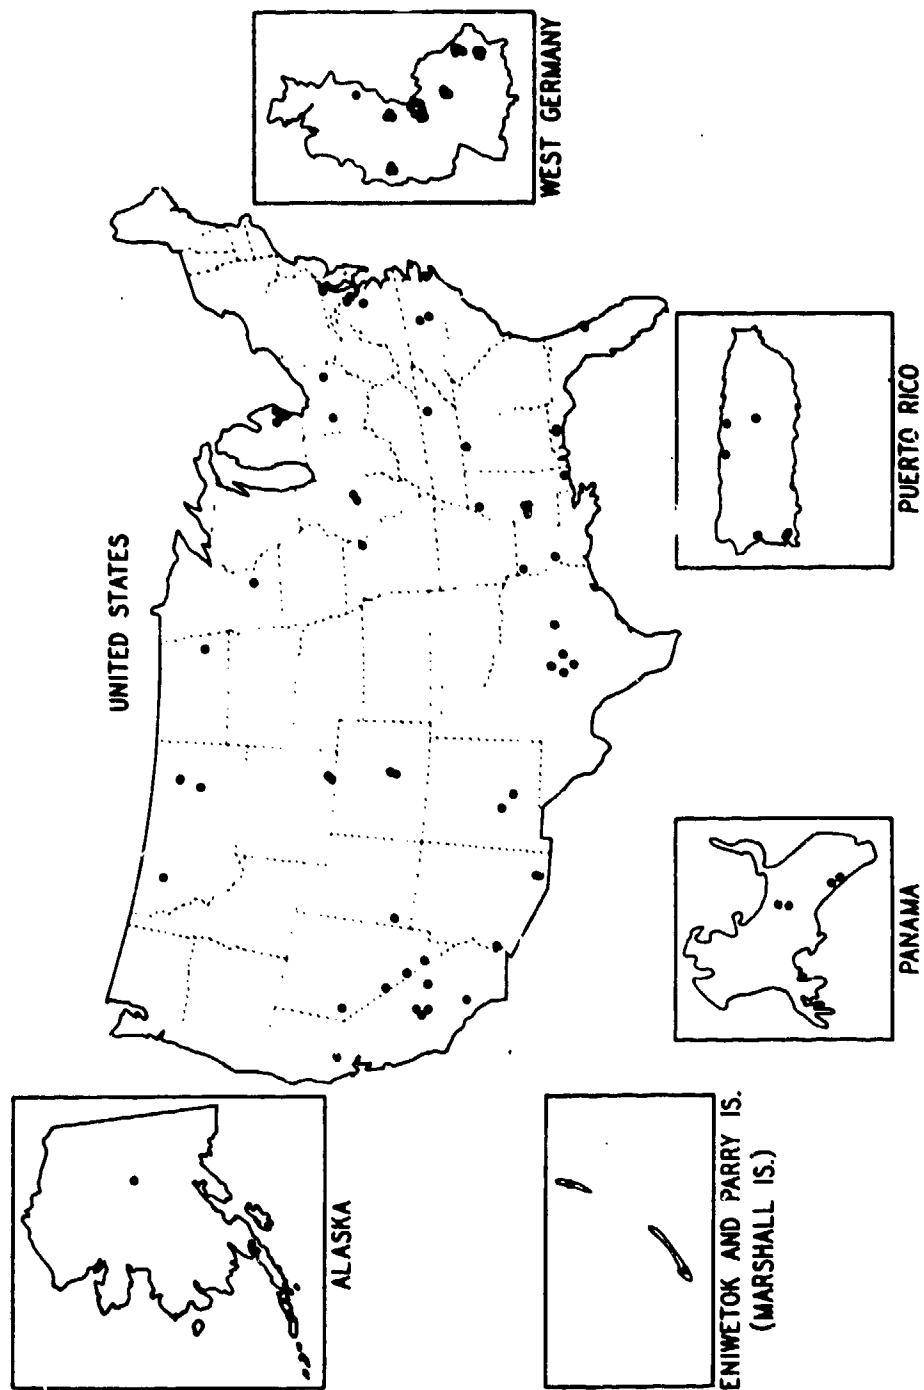 UNITED STATES
WEST GERMANY
ALASKA
ENIWETOK AND PARRY IS.
(MARSHALL IS.)
PANAMA
PUERTO RICO